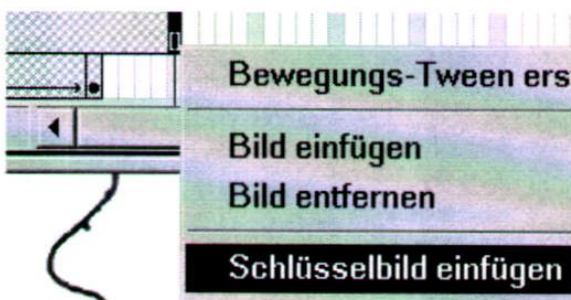 Bewegungs-Tween ers
Bild einfügen
Bild entfernen
Schlüsselbild einfügen